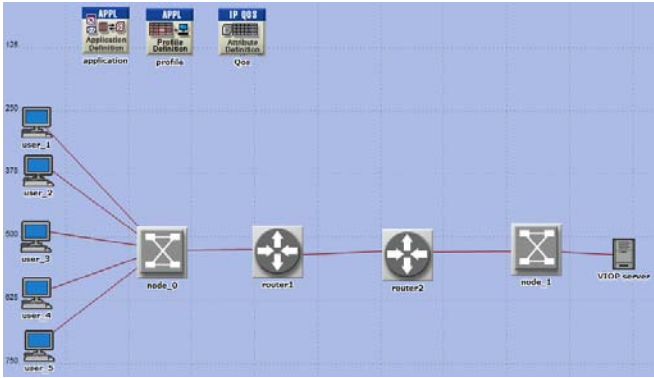 APPL
APPL
IP QOS
Application
Definition
Profile
Definition
Attribute
Definition
application
profile
Qos
125
250
user_1
375
user_2
500
user_3
node_0
router1
router2
node_1
VIOP server
625
user_4
750
user_5